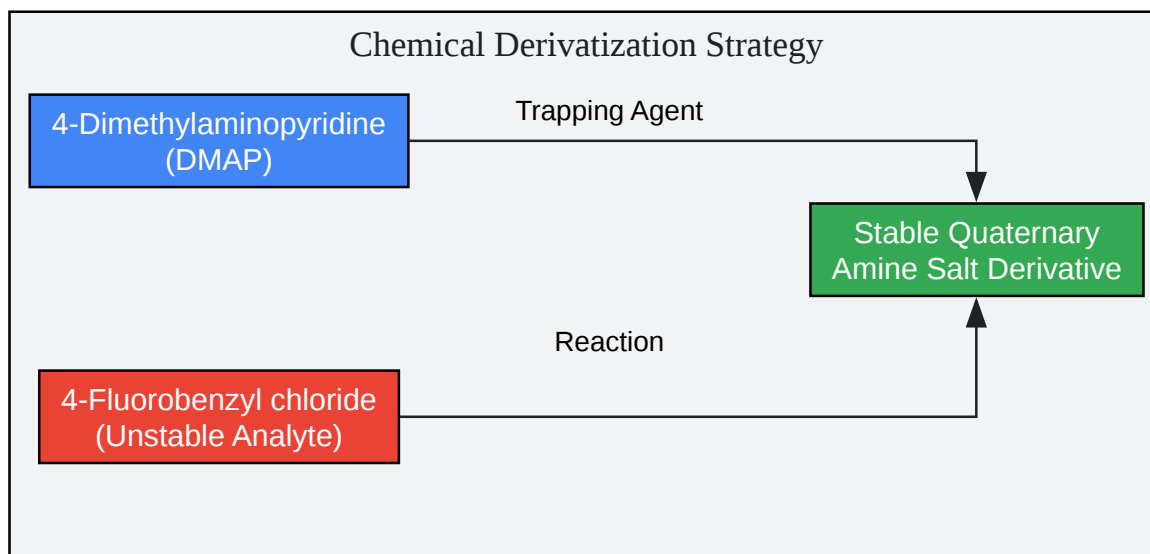 Chemical Derivatization Strategy
4-Dimethylaminopyridine
(DMAP)
Trapping Agent
Stable Quaternary
Amine Salt Derivative
Reaction
4-Fluorobenzyl chloride
(Unstable Analyte)